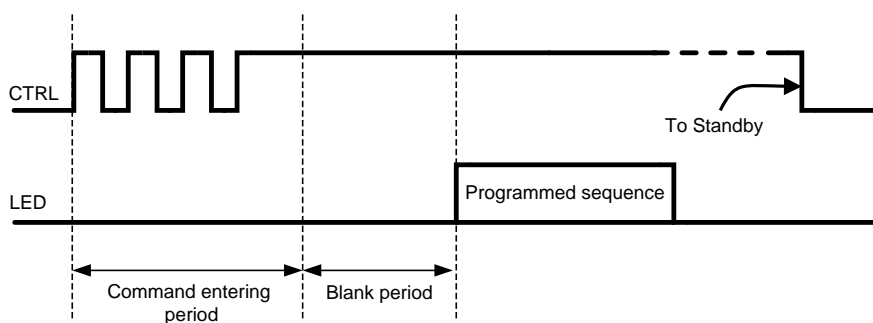 CTRL
To Standby
LED
Programmed sequence
Command entering
period
Blank period